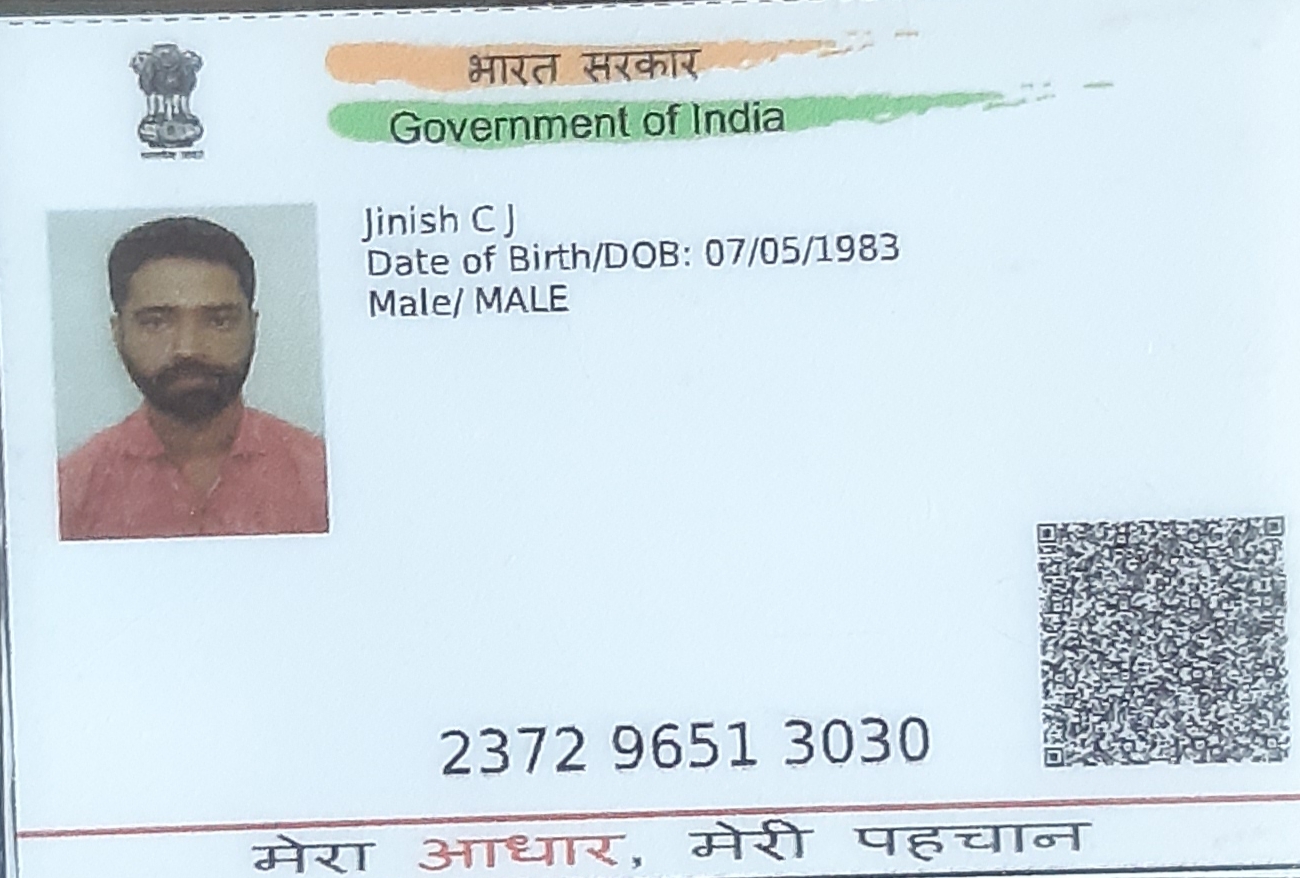 भारत सरकार
Government of India
Jinish C J
Date of Birth/DOB: 07/05/1983
Male/ MALE
2372 9651 3030
मेरा आधार, मेरी पहचान